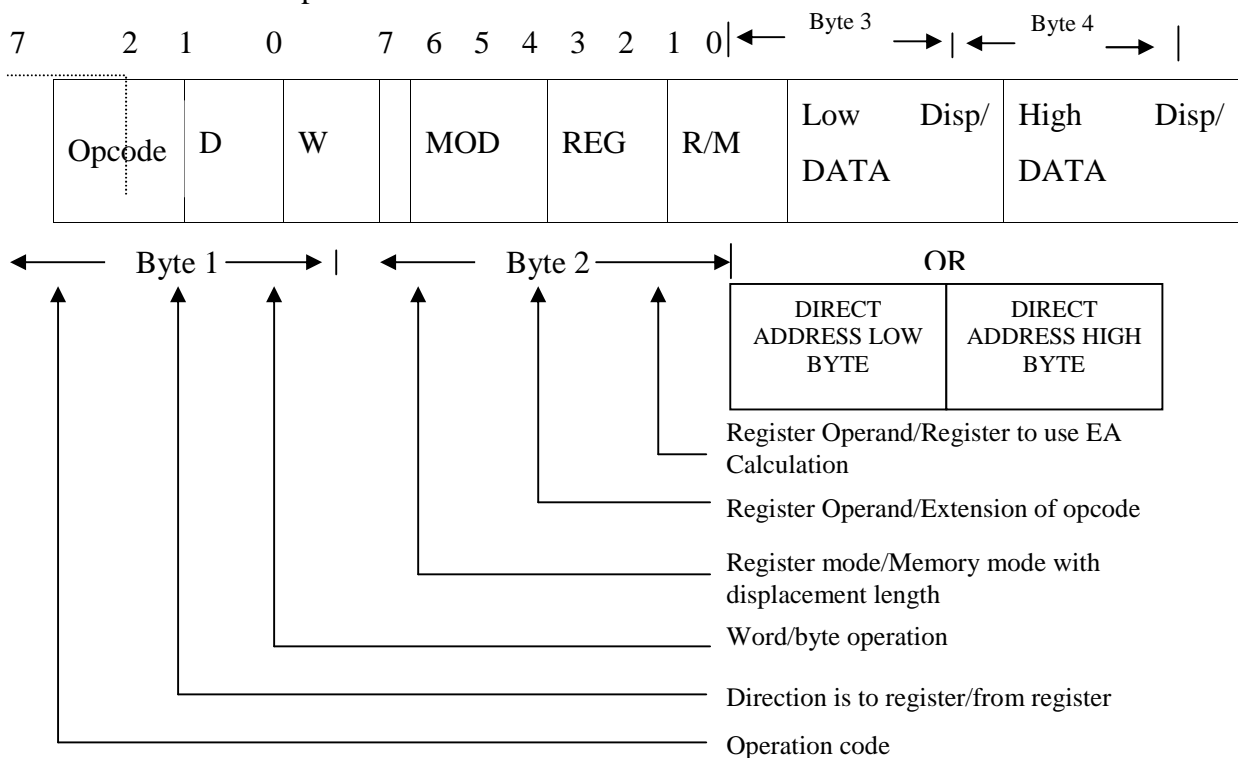 Byte 3 Byte 4
7 2 1 0 7 6 5 4 3 2 1 0
Opcode D W MOD REG R/M Low Disp/ DATA High Disp/ DATA
Byte 1 Byte 2 OR
DIRECT ADDRESS LOW BYTE
DIRECT ADDRESS HIGH BYTE
Register Operand/Register to use EA
Calculation
Register Operand/Extension of opcode
Register mode/Memory mode with
displacement length
Word/byte operation
Direction is to register/from register
Operation code